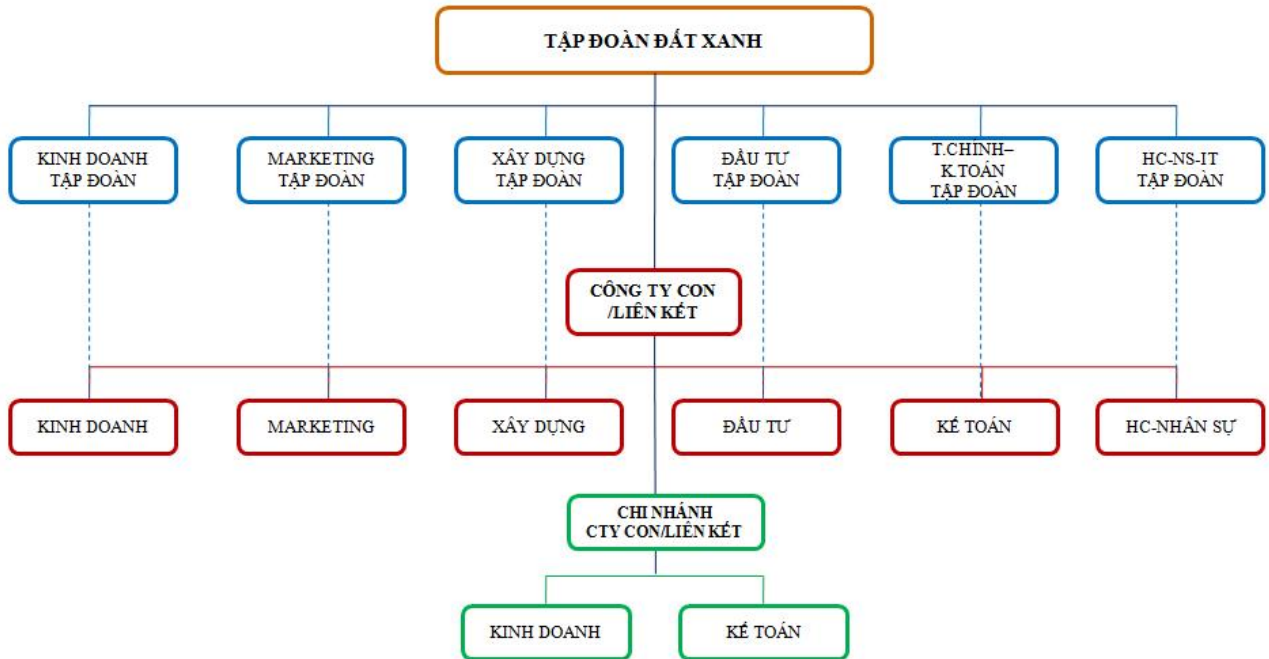 TẬP ĐOÀN ĐẤT XANH
KINH DOANH
TẬP ĐOÀN
MARKETING
TẬP ĐOÀN
XÂY DỰNG
TẬP ĐOÀN
ĐẦU TƯ
TẬP ĐOÀN
T.CHÍNH–
K.TOÁN
TẬP ĐOÀN
HC-NS-IT
TẬP ĐOÀN
CÔNG TY CON
/LIÊN KẾT
KINH DOANH
MARKETING
XÂY DỰNG
ĐẦU TƯ
KẾ TOÁN
HC-NHÂN SỰ
CHI NHÁNH
CTY CON/LIÊN KẾT
KINH DOANH
KẾ TOÁN